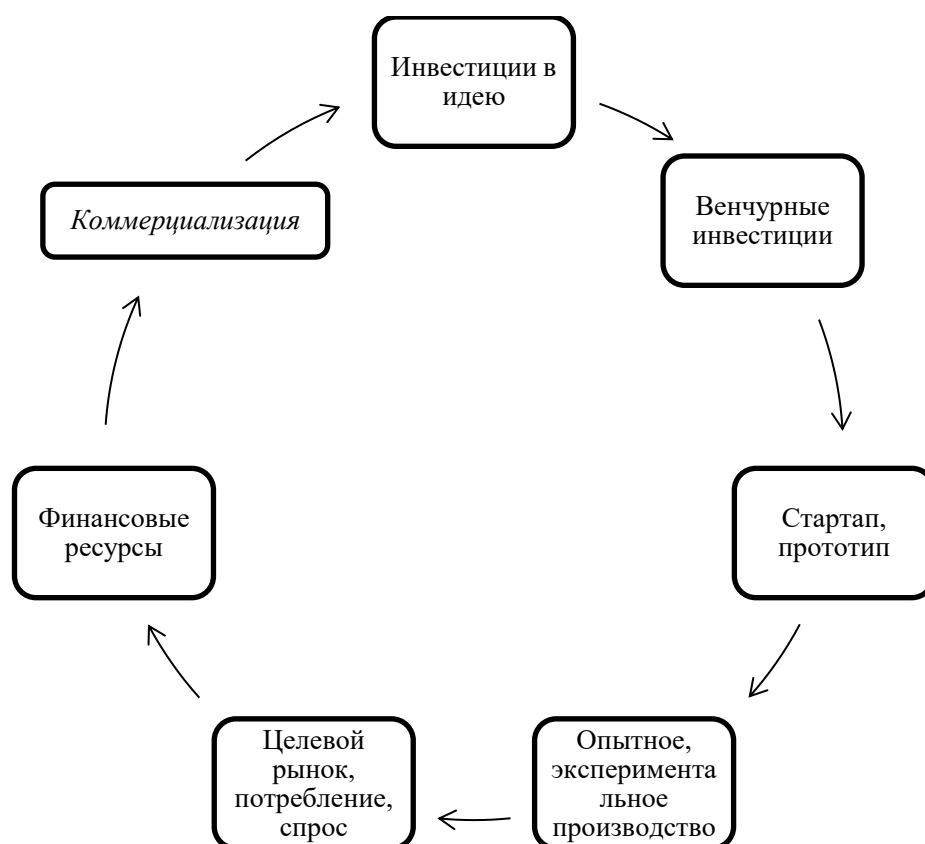 Инвестиции в
идею
Венчурные
инвестиции
Стартап,
прототип
Опытное,
эксперимента
льное
производство
Целевой
рынок,
потребление,
спрос
Финансовые
ресурсы
Коммерциализация